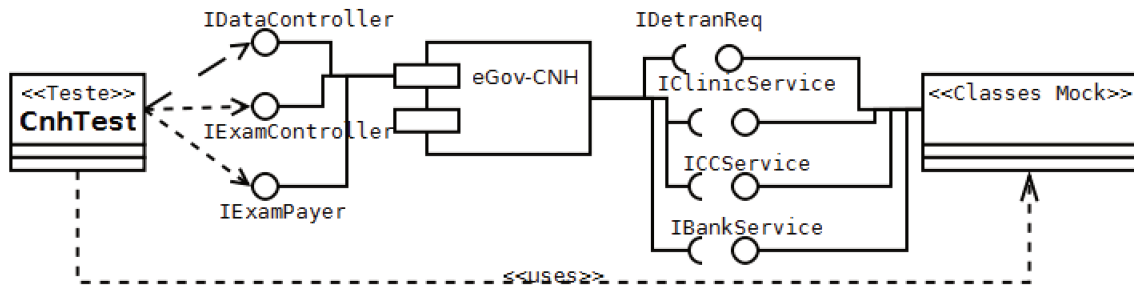 IDataController
IDetranReq
<<Teste>>
CnhTest
eGov-CNH
IClinicService
<<Classes Mock>>
IExamController
ICCService
IExamPayer
IBankService
<<uses>>